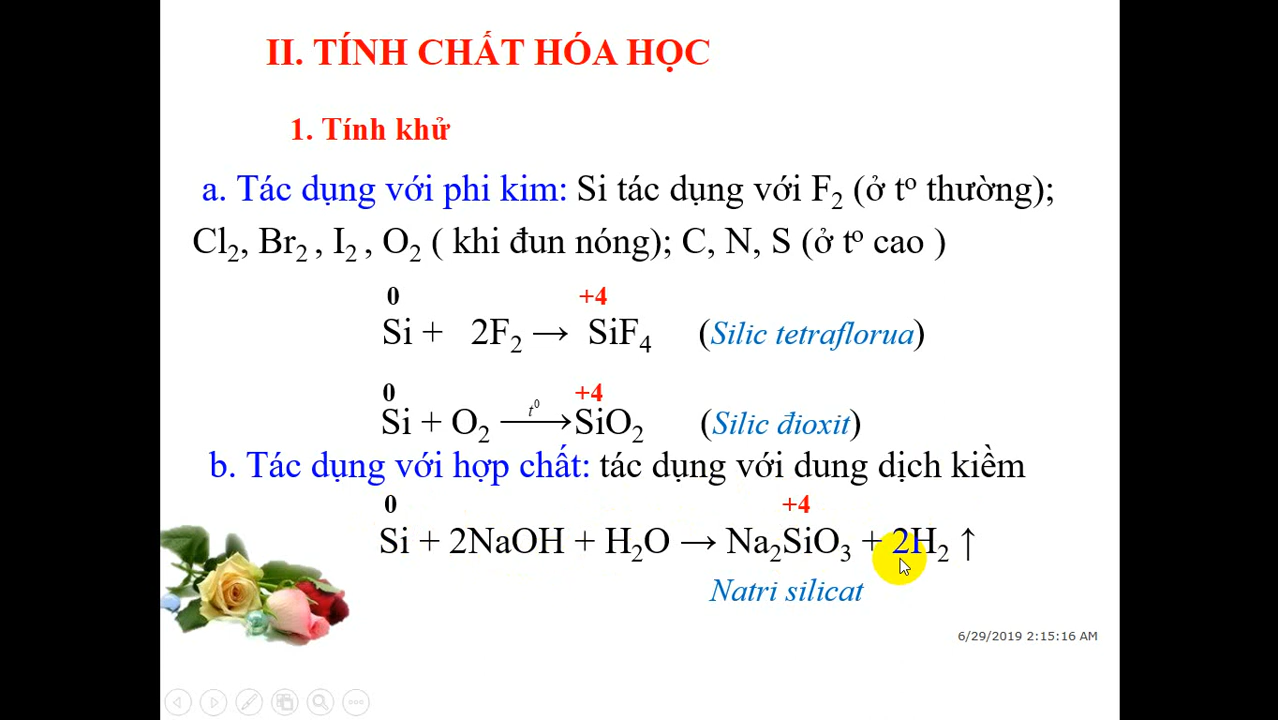 II. TÍNH CHẤT HÓA HỌC
1. Tính khử
a. Tác dụng với phi kim: Si tác dụng với F₂ (ở tº thường);
Cl₂, Br₂ , I₂ , O₂ ( khi đun nóng); C, N, S (ở tº cao )
0 +4
Si + 2F₂ → SiF₄ (Silic tetraflorua)
0 +4
Si + O₂ —t⁰→ SiO₂ (Silic đioxit)
b. Tác dụng với hợp chất: tác dụng với dung dịch kiềm
0 +4
Si + 2NaOH + H₂O → Na₂SiO₃ + 2H₂ ↑
Natri silicat
6/29/2019 2:15:16 AM